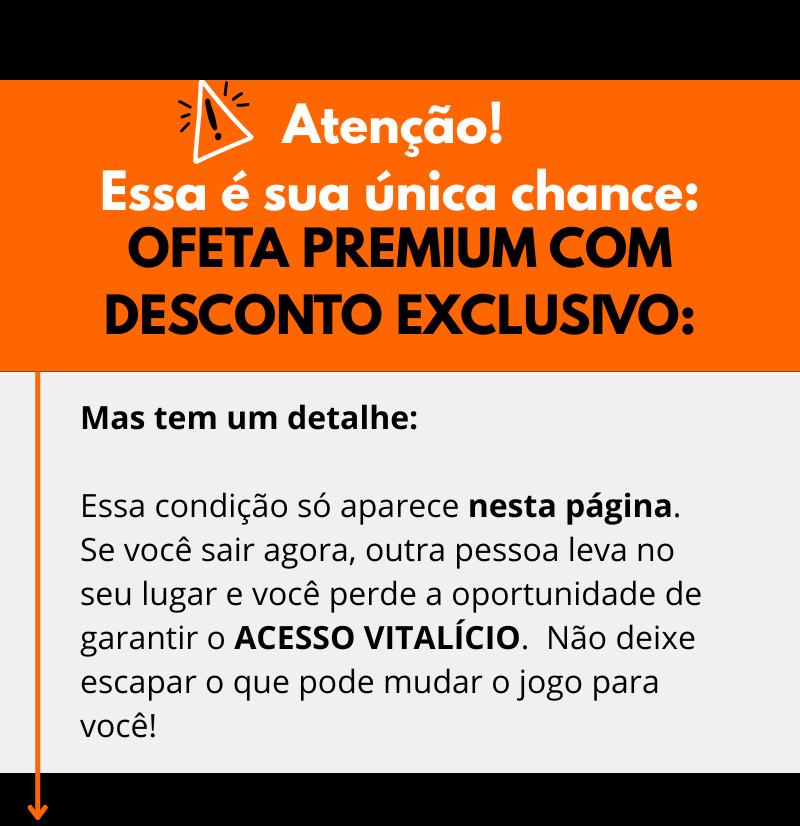 Atenção!
Essa é sua única chance:
OFETA PREMIUM COM
DESCONTO EXCLUSIVO:
Mas tem um detalhe:
Essa condição só aparece nesta página.
Se você sair agora, outra pessoa leva no
seu lugar e você perde a oportunidade de
garantir o ACESSO VITALÍCIO.  Não deixe
escapar o que pode mudar o jogo para
você!